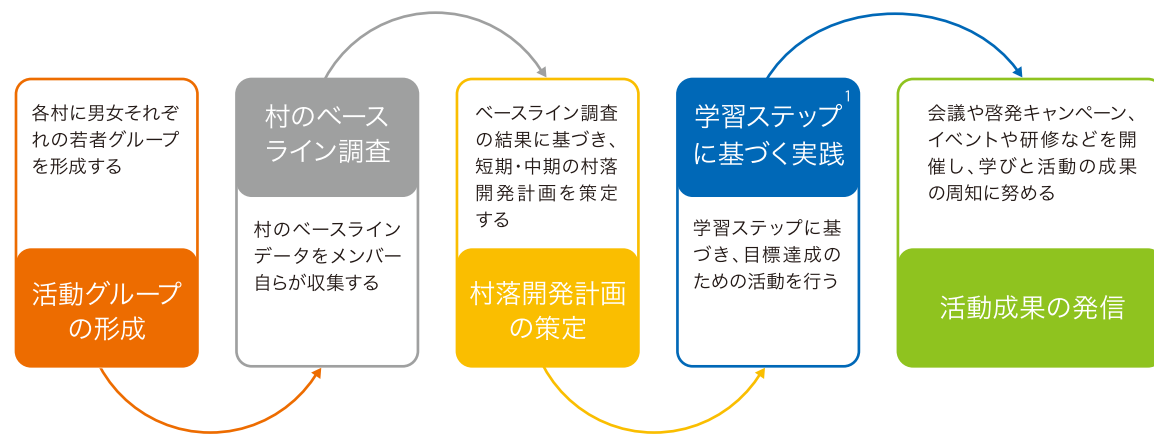 各村に男女それぞ
れの若者グループ
を形成する
活動グループ
の形成
村のベース
ライン調査
村のベースライン
データをメンバー
自らが収集する
ベースライン調査
の結果に基づき、
短期・中期の村落
開発計画を策定
する
村落開発計画
の策定
学習ステップ1
に基づく実践
学習ステップに基
づき、目標達成の
ための活動を行う
会議や啓発キャンペーン、
イベントや研修などを開
催し、学びと活動の成果
の周知に努める
活動成果の発信